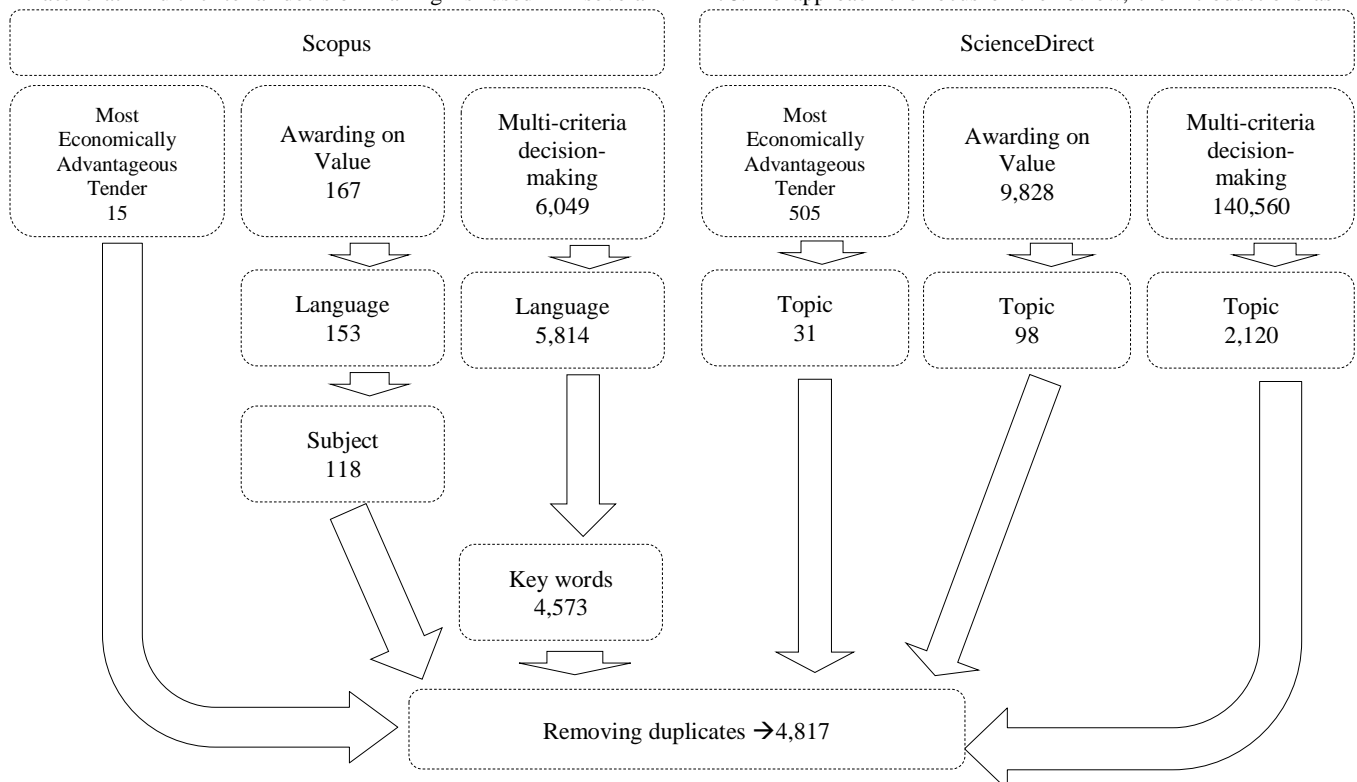 Scopus
ScienceDirect
Most
Economically
Advantageous
Tender
15
Awarding on
Value
167
Multi-criteria
decision-
making
6,049
Most
Economically
Advantageous
Tender
505
Awarding on
Value
9,828
Multi-criteria
decision-
making
140,560
Language
153
Language
5,814
Topic
31
Topic
98
Topic
2,120
Subject
118
Key words
4,573
Removing duplicates →4,817